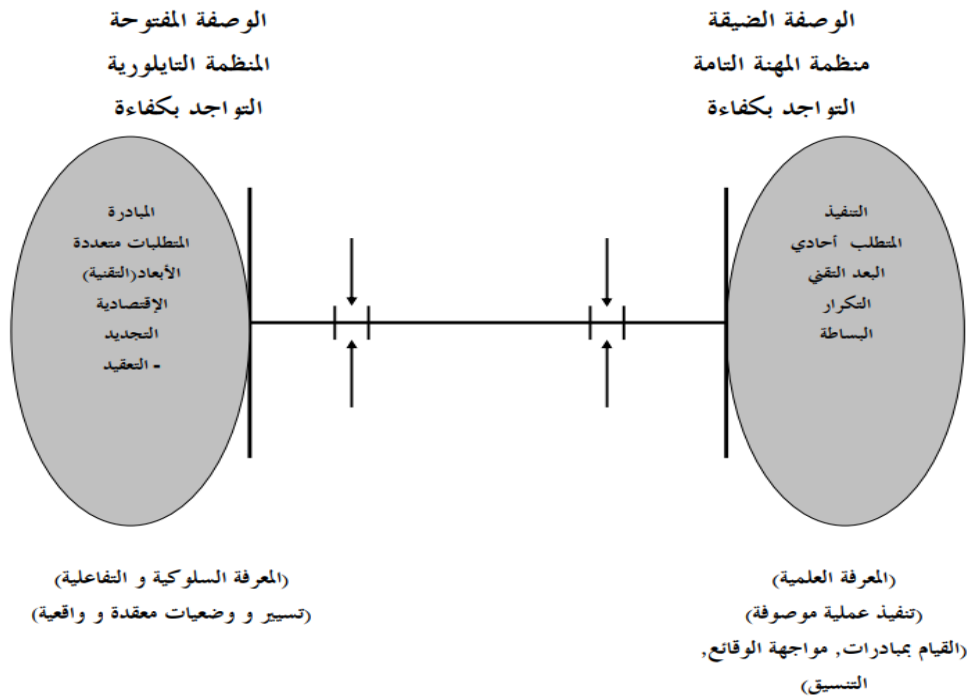 الوصفة الضيقة
منظمة المهنة التامة
التواجد بكفاءة
التنفيذ
المتطلب أحادي
البعد التقني
التكرار
البساطة
(المعرفة العلمية)
(تنفيذ عملية موصوفة)
(القيام بمبادرات, مواجهة الوقائع,
التنسيق)
الوصفة المفتوحة
المنظمة التايلورية
التواجد بكفاءة
المبادرة
المتطلبات متعددة
الأبعاد(التقنية)
الإقتصادية
التجديد
- التعقيد
(المعرفة السلوكية و التفاعلية)
(تسيير و وضعيات معقدة و واقعية)